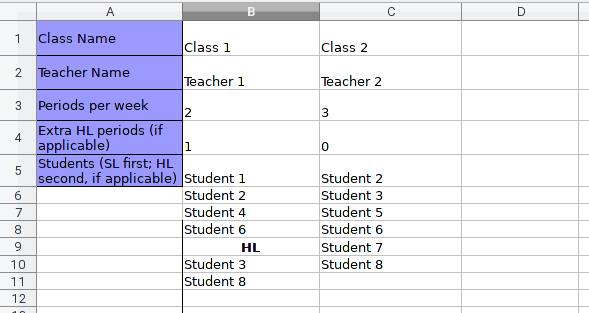 A B C D
1 Class Name Class 1 Class 2
2 Teacher Name Teacher 1 Teacher 2
3 Periods per week 2 3
4 Extra HL periods (if
applicable) 1 0
5 Students (SL first; HL
second, if applicable) Student 1 Student 2
6 Student 2 Student 3
7 Student 4 Student 5
8 Student 6 Student 6
9 HL Student 7
10 Student 3 Student 8
11 Student 8
12